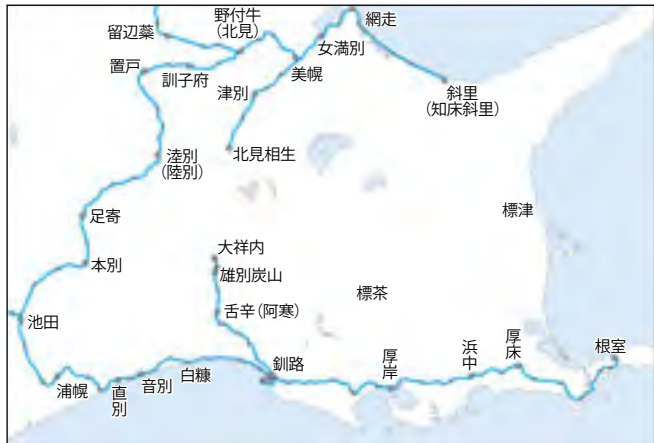 網走
野付牛
(北見)
留辺蘂
女満別
置戸
訓子府
美幌
津別
斜里
(知床斜里)
北見相生
淕別
(陸別)
標津
足寄
大祥内
本別
雄別炭山
標茶
舌辛(阿寒)
池田
厚床
浜中
根室
厚岸
釧路
白糠
音別
直別
浦幌